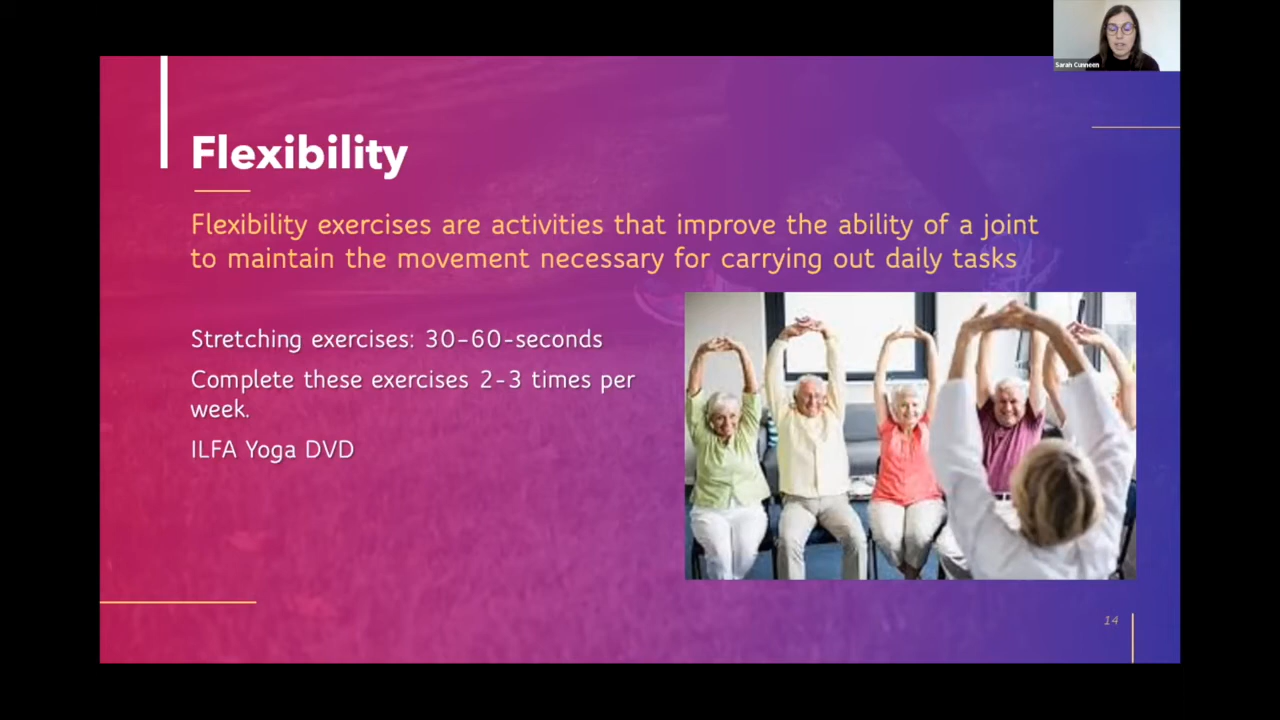 Sarah Cunneen
Flexibility
Flexibility exercises are activities that improve the ability of a joint
to maintain the movement necessary for carrying out daily tasks
Stretching exercises: 30-60-seconds
Complete these exercises 2-3 times per
week.
ILFA Yoga DVD
14